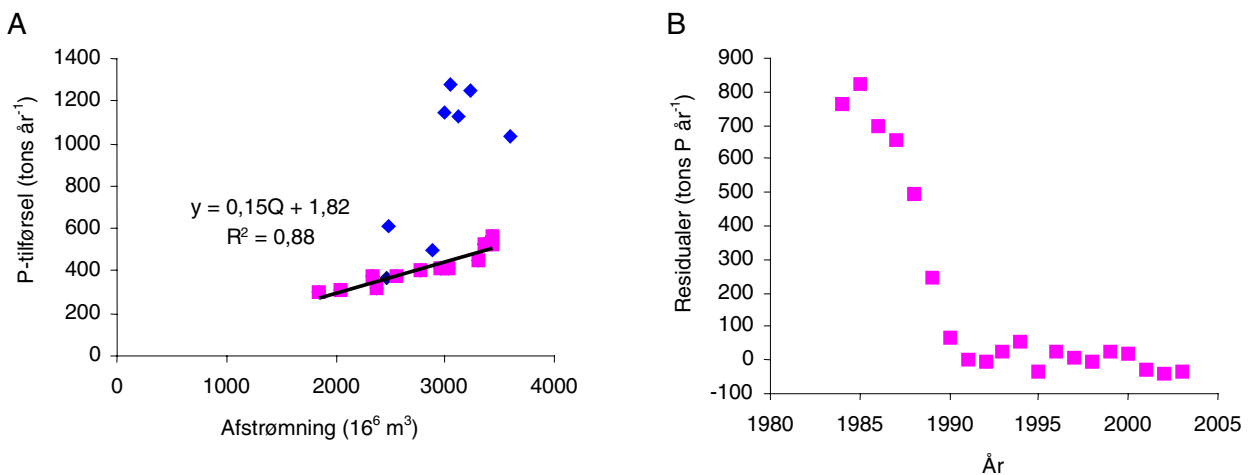 A
P-tilførsel (tons år-1)
1400
1200
1000
800
600
400
200
0
y = 0,15Q + 1,82
R2 = 0,88
0 1000 2000 3000 4000
Afstrømning (166 m3)
B
Residualer (tons P år-1)
900
800
700
600
500
400
300
200
100
0
-100
1980 1985 1990 1995 2000 2005
År